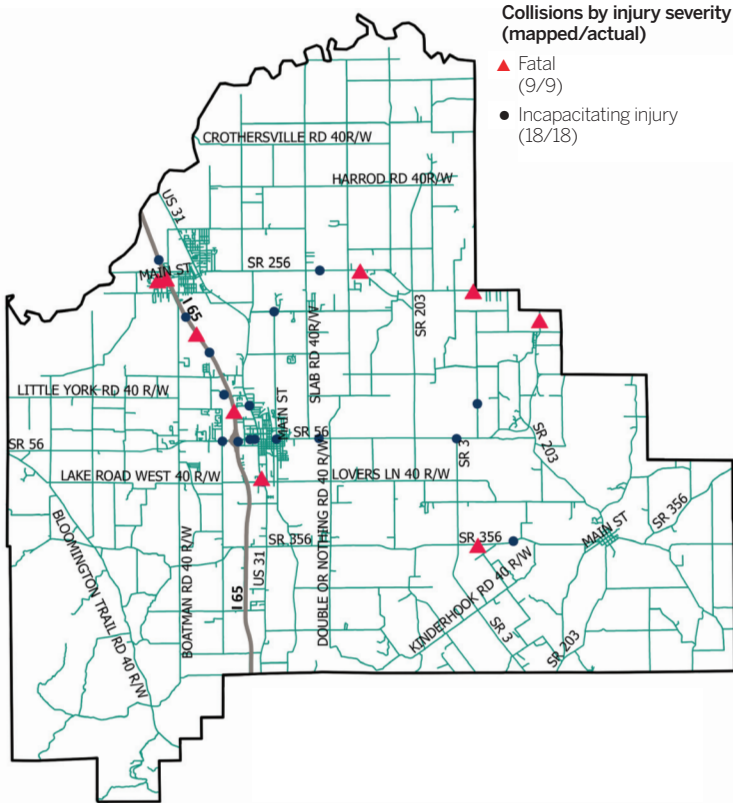 Collisions by injury severity
(mapped/actual)
Fatal
(9/9)
Incapacitating injury
(18/18)
CROTHERSVILLE RD 40R/W
HARROD RD 40R/W
US 31
SR 256
MAIN ST
I 65
SLAB RD 40R/W
SR 203
LITTLE YORK RD 40 R/W
MAIN ST
SR 56
SR 56
SR 3
SR 203
LAKE ROAD WEST 40 R/W
LOVERS LN 40 R/W
BLOOMINGTON TRAIL RD 40 R/W
BOATMAN RD 40 R/W
I 65
US 31
SR 356
DOUBLE OR NOTHING RD 40 R/W
SR 356
MAIN ST
SR 356
KINDERHOOK RD 40 R/W
SR 3
SR 203